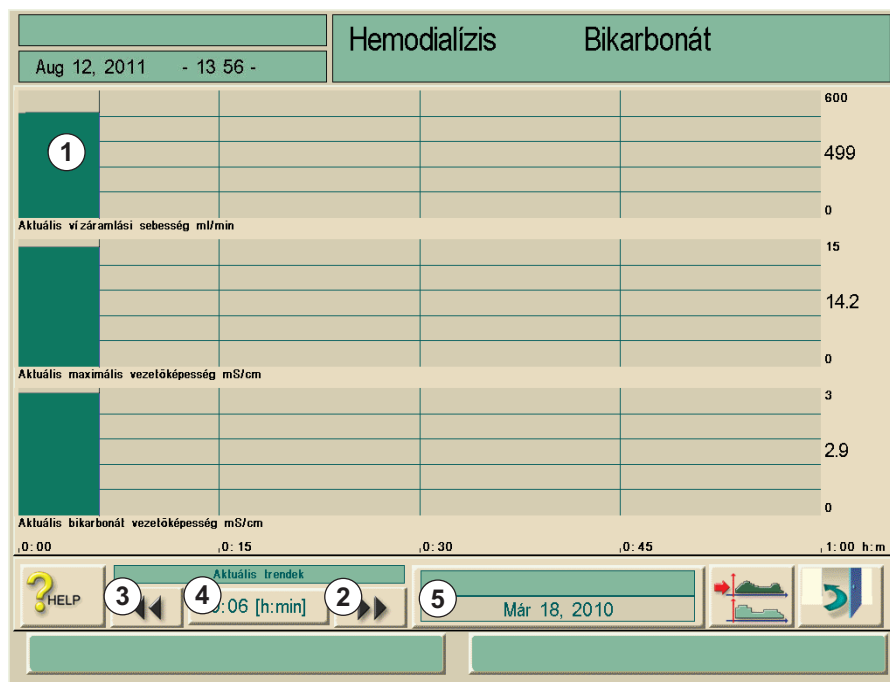 Hemodialízis Bikarbonát
Aug 12, 2011 - 13 56 -
600
1
499
0
Aktuális vízáramlási sebesség ml/min
15
14.2
0
Aktuális maximális vezetőképesség mS/cm
3
2.9
0
Aktuális bikarbonát vezetőképesség mS/cm
0:00 0:15 0:30 0:45 1:00 h:m
Aktuális trendek
HELP 3 4 :06 [h:min] 2 5 Már 18, 2010